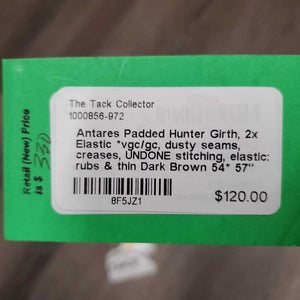 The Tack Collector
1000856-972
Antares Padded Hunter Girth, 2x
Elastic *vgc/gc, dusty seams,
creases, UNDONE stitching, elastic:
rubs & thin Dark Brown 54* 57"
$120.00
8F5JZ1
Retail (New) Price
is $ 330